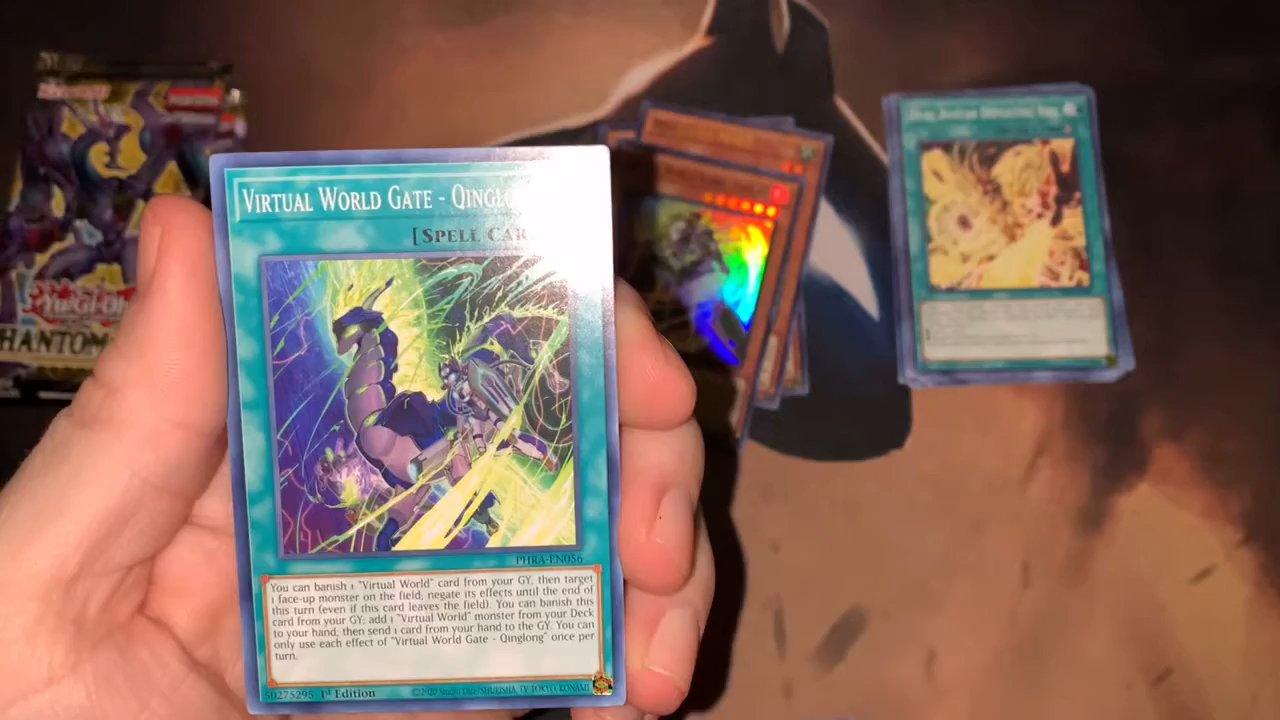 VIRTUAL WORLD GATE - QINGLO
[SPELL CAR
PHRA-EN056
You can banish 1 "Virtual World" card from your GY, then target
1 face-up monster on the field; negate its effects until the end of
this turn (even if this card leaves the field). You can banish this
card from your GY; add 1 "Virtual World" monster from your Deck
to your hand, then send 1 card from your hand to the GY. You can
only use each effect of "Virtual World Gate - Qinglong" once per
turn.
50275295 1st Edition
©2020 Studio Dice/SHUEISHA, TV TOKYO, KONAMI
YU-GI-OH
HANTOM